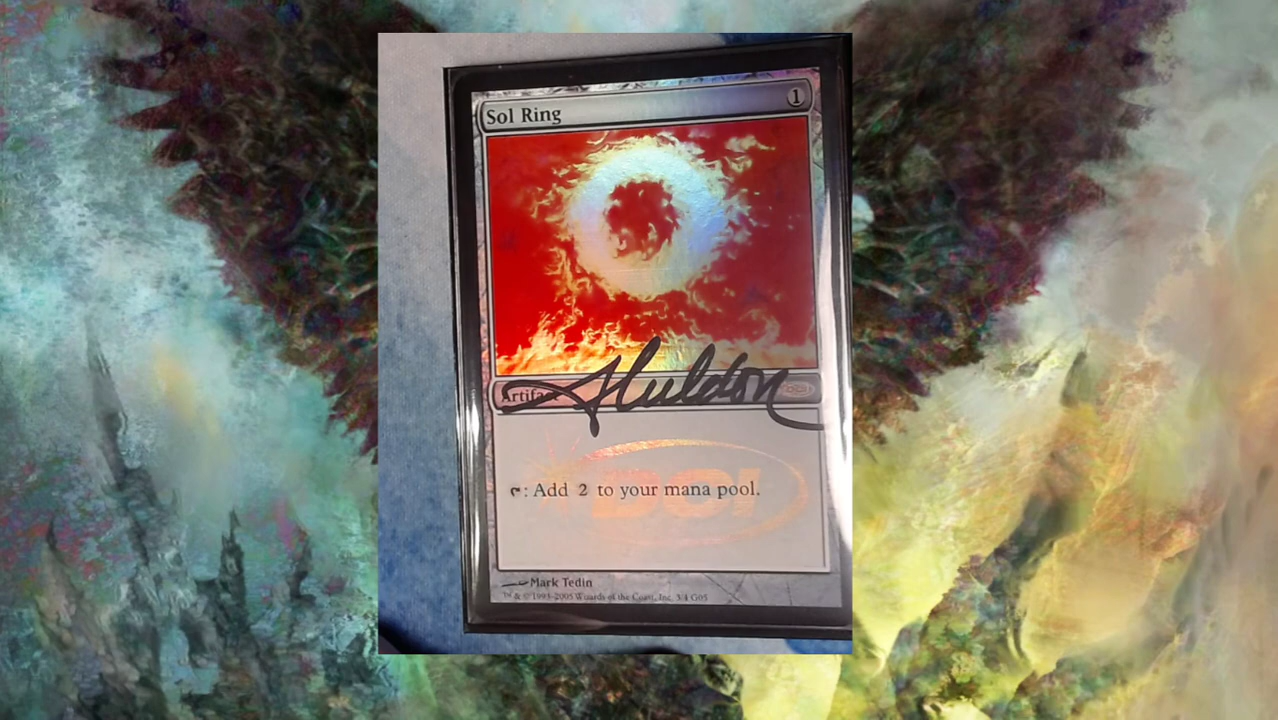 Sol Ring 1
Sheldon
Artifact
DCI
: Add 2 to your mana pool.
Mark Tedin
™ & © 1993-2005 Wizards of the Coast, Inc. 3/4 G05